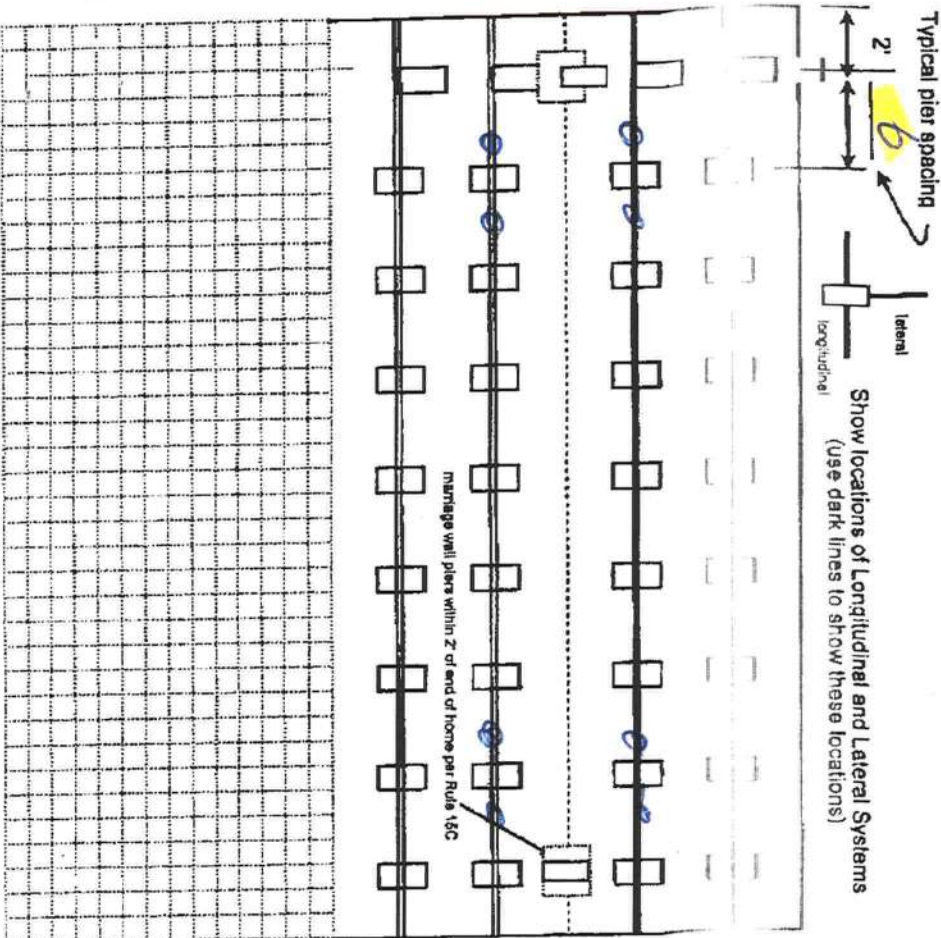 Typical pier spacing
2'
6
lateral
longitudinal
Show locations of Longitudinal and Lateral Systems
(use dark lines to show these locations)
marriage wall piers within 2' of end of home per Rule 15C